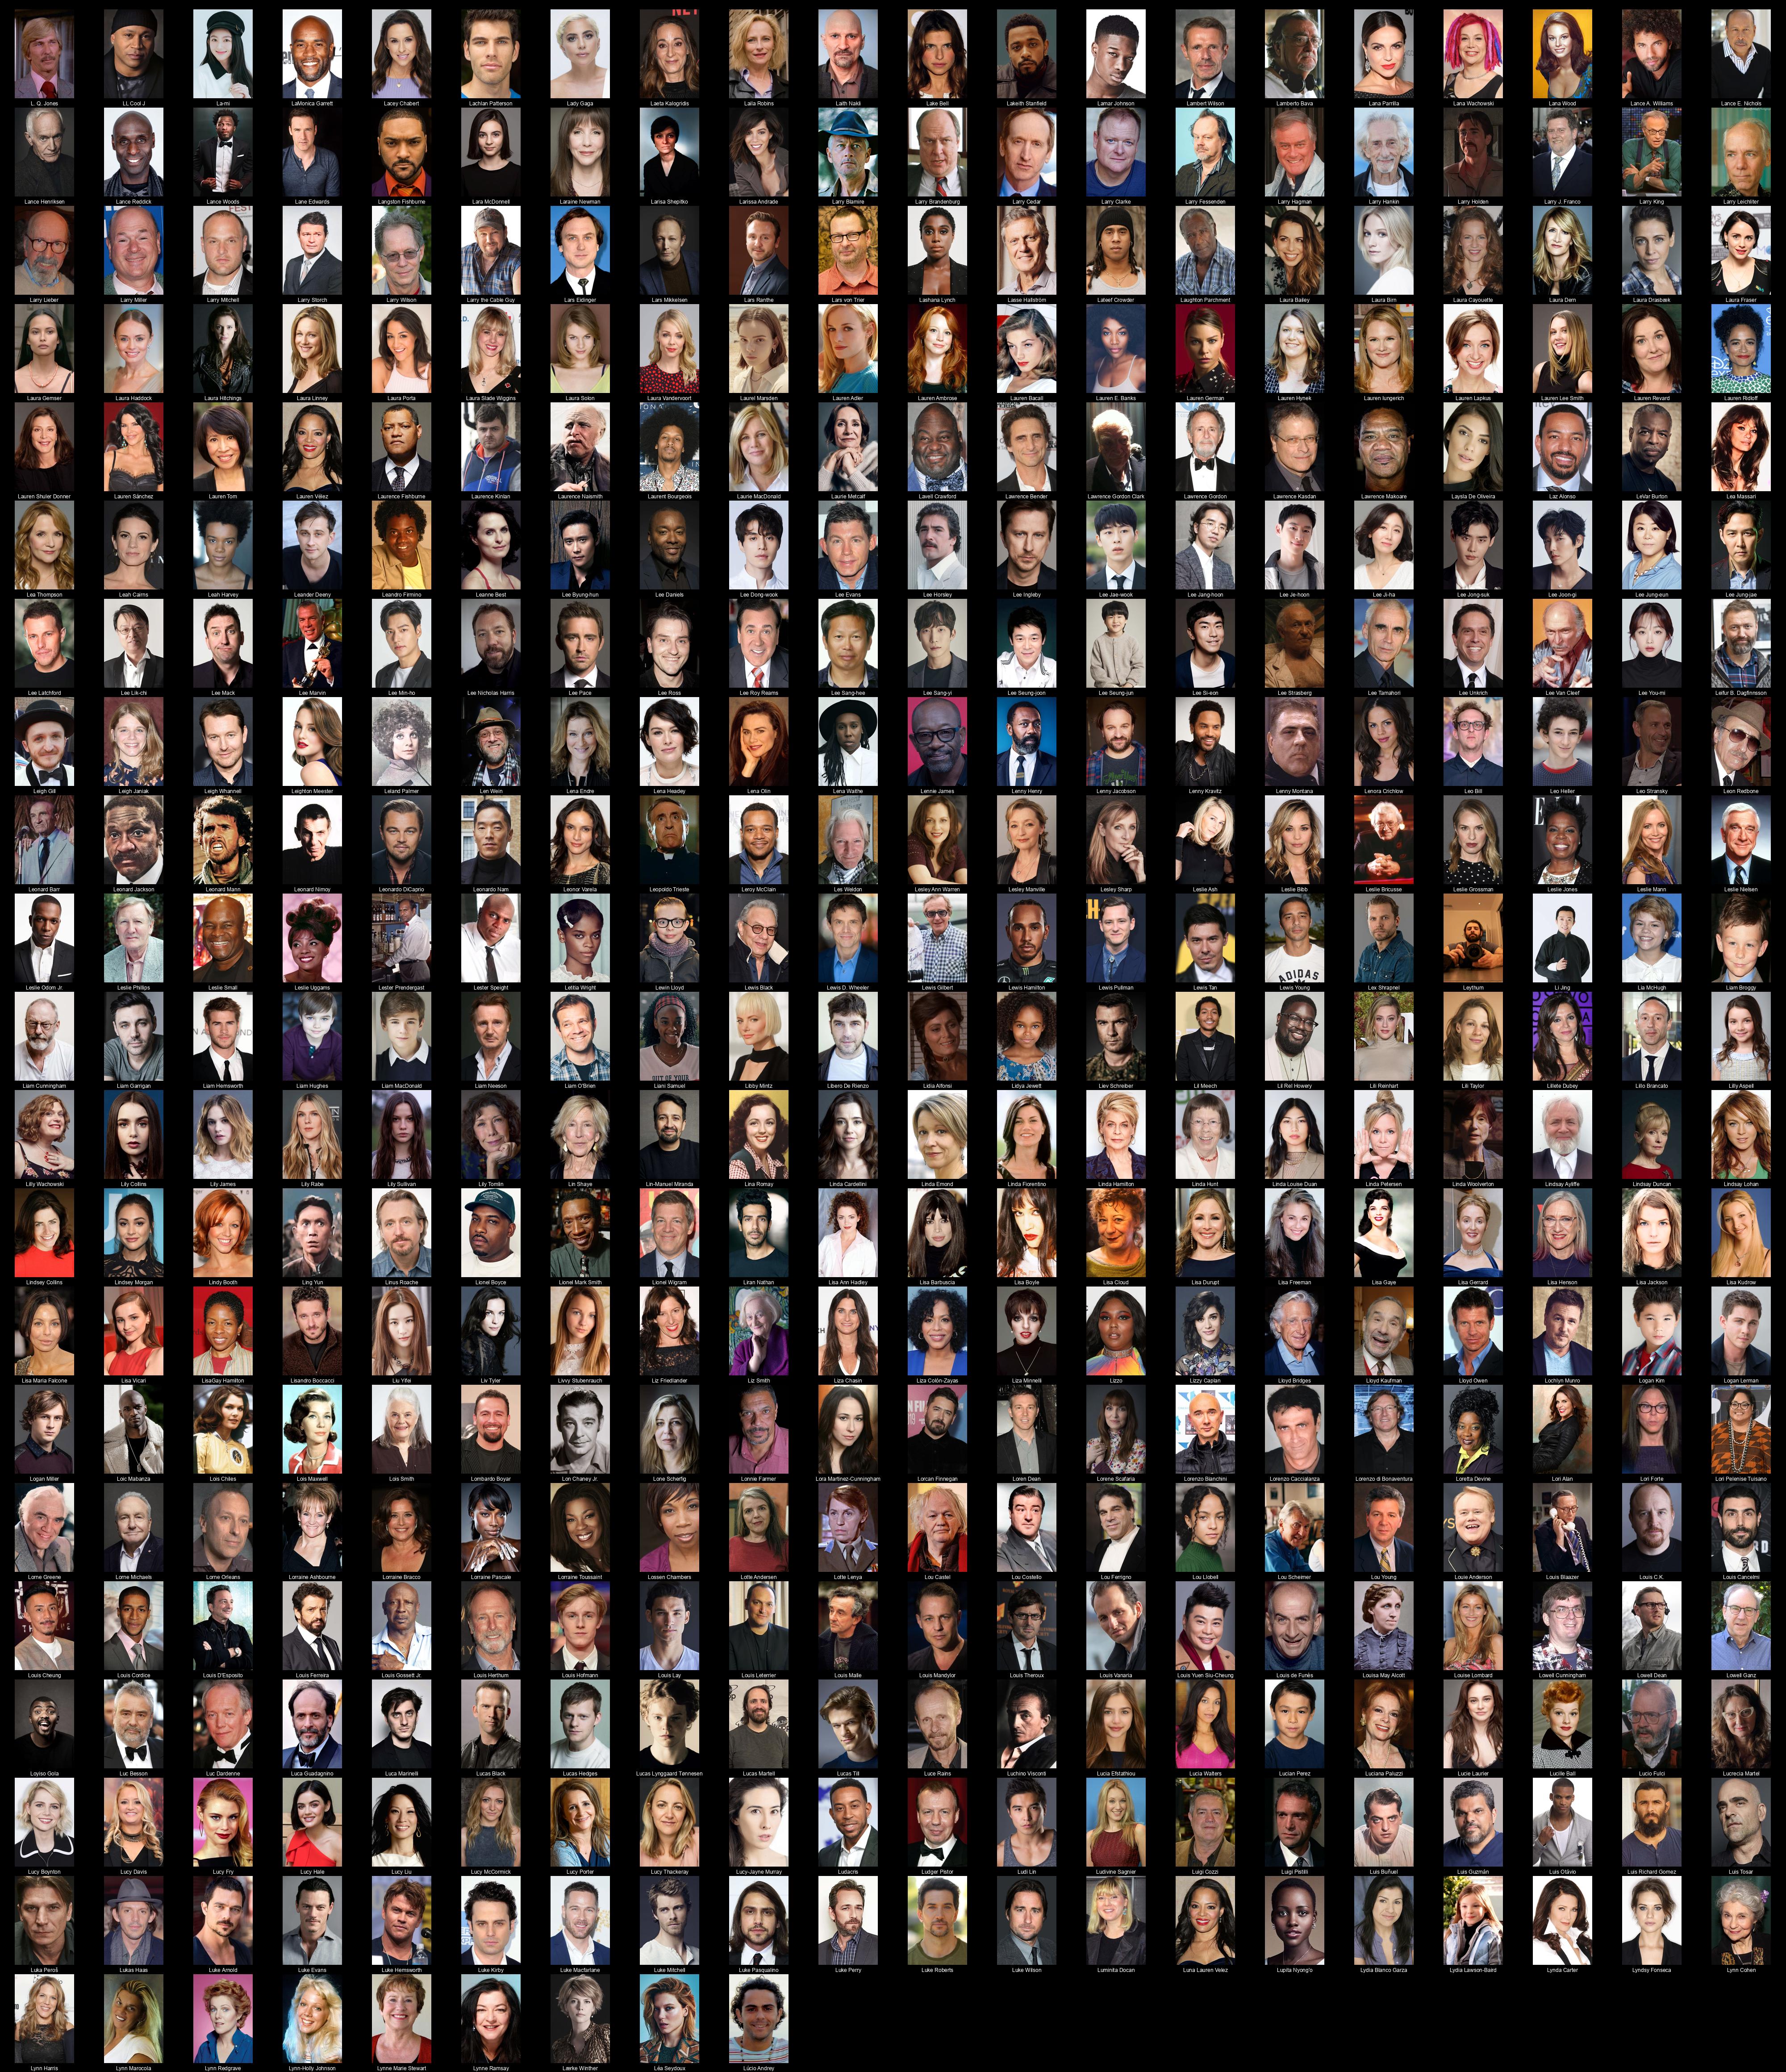 L. Q. Jones LL Cool J La-mi LaMonica Garrett Lacey Chabert Lachlan Patterson Lady Gaga Laeta Kalogridis Laila Robins Laith Nakli Lake Bell Lakeith Stanfield Lamar Johnson Lambert Wilson Lamberto Bava Lana Parrilla Lana Wachowski Lana Wood Lance A. Williams Lance E. Nichols
Lance Henriksen Lance Reddick Lance Woods Lane Edwards Langston Fishburne Lara McDonnell Laraine Newman Larisa Shepitko Larissa Andrade Larry Blamire Larry Brandenburg Larry Cedar Larry Clarke Larry Fessenden Larry Hagman Larry Hankin Larry Holden Larry J. Franco Larry King Larry Leichliter
Larry Lieber Larry Miller Larry Mitchell Larry Storch Larry Wilson Larry the Cable Guy Lars Eidinger Lars Mikkelsen Lars Ranthe Lars von Trier Lashana Lynch Lasse Hallström Lateef Crowder Laughton Parchment Laura Bailey Laura Birn Laura Cayouette Laura Dern Laura Drasbæk Laura Fraser
Laura Gemser Laura Haddock Laura Hitchings Laura Linney Laura Porta Laura Slade Wiggins Laura Solon Laura Vandervoort Laurel Marsden Lauren Adler Lauren Ambrose Lauren Bacall Lauren E. Banks Lauren German Lauren Hynek Lauren Iungerich Lauren Lapkus Lauren Lee Smith Lauren Revard Lauren Ridloff
Lauren Shuler Donner Lauren Sánchez Lauren Tom Lauren Vélez Laurence Fishburne Laurence Kinlan Laurence Naismith Laurent Bourgeois Laurie MacDonald Laurie Metcalf Lavell Crawford Lawrence Bender Lawrence Gordon Clark Lawrence Gordon Lawrence Kasdan Lawrence Makoare Laysla De Oliveira Laz Alonso LeVar Burton Lea Massari
Lea Thompson Leah Cairns Leah Harvey Leander Deeny Leandro Firmino Leanne Best Lee Byung-hun Lee Daniels Lee Dong-wook Lee Evans Lee Horsley Lee Ingleby Lee Jae-wook Lee Jang-hoon Lee Je-hoon Lee Ji-ha Lee Jong-suk Lee Joon-gi Lee Jung-eun Lee Jung-jae
Lee Latchford Lee Lik-chi Lee Mack Lee Marvin Lee Min-ho Lee Nicholas Harris Lee Pace Lee Ross Lee Roy Reams Lee Sang-hee Lee Sang-yi Lee Seung-joon Lee Seung-jun Lee Si-eon Lee Strasberg Lee Tamahori Lee Unkrich Lee Van Cleef Lee You-mi Leifur B. Dagfinnsson
Leigh Gill Leigh Janiak Leigh Whannell Leighton Meester Leland Palmer Len Wein Lena Endre Lena Headey Lena Olin Lena Waithe Lennie James Lenny Henry Lenny Jacobson Lenny Kravitz Lenny Montana Lenora Crichlow Leo Bill Leo Heller Leo Stransky Leon Redbone
Leonard Barr Leonard Jackson Leonard Mann Leonard Nimoy Leonardo DiCaprio Leonardo Nam Leonor Varela Leopoldo Trieste Leroy McClain Les Weldon Lesley Ann Warren Lesley Manville Lesley Sharp Leslie Ash Leslie Bibb Leslie Bricusse Leslie Grossman Leslie Jones Leslie Mann Leslie Nielsen
ADIDAS
Leslie Odom Jr. Leslie Phillips Leslie Small Leslie Uggams Lester Prendergast Lester Speight Letitia Wright Lewin Lloyd Lewis Black Lewis D. Wheeler Lewis Gilbert Lewis Hamilton Lewis Pullman Lewis Tan Lewis Young Lex Shrapnel Leythum Li Jing Lia McHugh Liam Broggy
Liam Cunningham Liam Garrigan Liam Hemsworth Liam Hughes Liam MacDonald Liam Neeson Liam O'Brien Liani Samuel Libby Mintz Libero De Rienzo Lidia Alfonsi Lidya Jewett Liev Schreiber Lil Meech Lil Rel Howery Lili Reinhart Lili Taylor Lillete Dubey Lillo Brancato Lilly Aspell
Lilly Wachowski Lily Collins Lily James Lily Rabe Lily Sullivan Lily Tomlin Lin Shaye Lin-Manuel Miranda Lina Romay Linda Cardellini Linda Emond Linda Fiorentino Linda Hamilton Linda Hunt Linda Louise Duan Linda Petersen Linda Woolverton Lindsay Ayliffe Lindsay Duncan Lindsay Lohan
Lindsey Collins Lindsey Morgan Lindy Booth Ling Yun Linus Roache Lionel Boyce Lionel Mark Smith Lionel Wigram Liran Nathan Lisa Ann Hadley Lisa Barbuscia Lisa Boyle Lisa Cloud Lisa Durupt Lisa Freeman Lisa Gaye Lisa Gerrard Lisa Henson Lisa Jackson Lisa Kudrow
Lisa Maria Falcone Lisa Vicari LisaGay Hamilton Lisandro Boccacci Liu Yifei Liv Tyler Livvy Stubenrauch Liz Friedlander Liz Smith Liza Chasin Liza Colón-Zayas Liza Minnelli Lizzo Lizzy Caplan Lloyd Bridges Lloyd Kaufman Lloyd Owen Lochlyn Munro Logan Kim Logan Lerman
Logan Miller Loïc Mabanza Lois Chiles Lois Maxwell Lois Smith Lombardo Boyar Lon Chaney Jr. Lone Scherfig Lonnie Farmer Lora Martinez-Cunningham Lorcan Finnegan Loren Dean Lorene Scafaria Lorenzo Bianchini Lorenzo Caccialanza Lorenzo di Bonaventura Loretta Devine Lori Alan Lori Forte Lori Pelenise Tuisano
Lorne Greene Lorne Michaels Lorne Orleans Lorraine Ashbourne Lorraine Bracco Lorraine Pascale Lorraine Toussaint Lossen Chambers Lotte Andersen Lotte Lenya Lou Castel Lou Costello Lou Ferrigno Lou Llobell Lou Scheimer Lou Young Louie Anderson Louis Blaazer Louis C.K. Louis Cancelmi
Louis Cheung Louis Cordice Louis D'Esposito Louis Ferreira Louis Gossett Jr. Louis Herthum Louis Hofmann Louis Lay Louis Leterrier Louis Malle Louis Mandylor Louis Theroux Louis Vanaria Louis Yuen Siu-Cheung Louis de Funès Louisa May Alcott Louise Lombard Lowell Cunningham Lowell Dean Lowell Ganz
Loyiso Gola Luc Besson Luc Dardenne Luca Guadagnino Luca Marinelli Lucas Black Lucas Hedges Lucas Lynggaard Tønnesen Lucas Martell Lucas Till Luce Rains Luchino Visconti Lucia Efstathiou Lucia Walters Lucian Perez Luciana Paluzzi Lucie Laurier Lucille Ball Lucio Fulci Lucrecia Martel
Lucy Boynton Lucy Davis Lucy Fry Lucy Hale Lucy Liu Lucy McCormick Lucy Porter Lucy Thackeray Lucy-Jayne Murray Ludacris Ludger Pistor Ludi Lin Ludivine Sagnier Luigi Cozzi Luigi Pistilli Luis Buñuel Luis Guzmán Luis Otávio Luis Richard Gomez Luis Tosar
Luka Peroš Lukas Haas Luke Arnold Luke Evans Luke Hemsworth Luke Kirby Luke Macfarlane Luke Mitchell Luke Pasqualino Luke Perry Luke Roberts Luke Wilson Luminita Docan Luna Lauren Velez Lupita Nyong'o Lydia Blanco Garza Lydia Lawson-Baird Lynda Carter Lyndsy Fonseca Lynn Cohen
Lynn Harris Lynn Marocola Lynn Redgrave Lynn-Holly Johnson Lynne Marie Stewart Lynne Ramsay Lærke Winther Léa Seydoux Lúcio Andrey